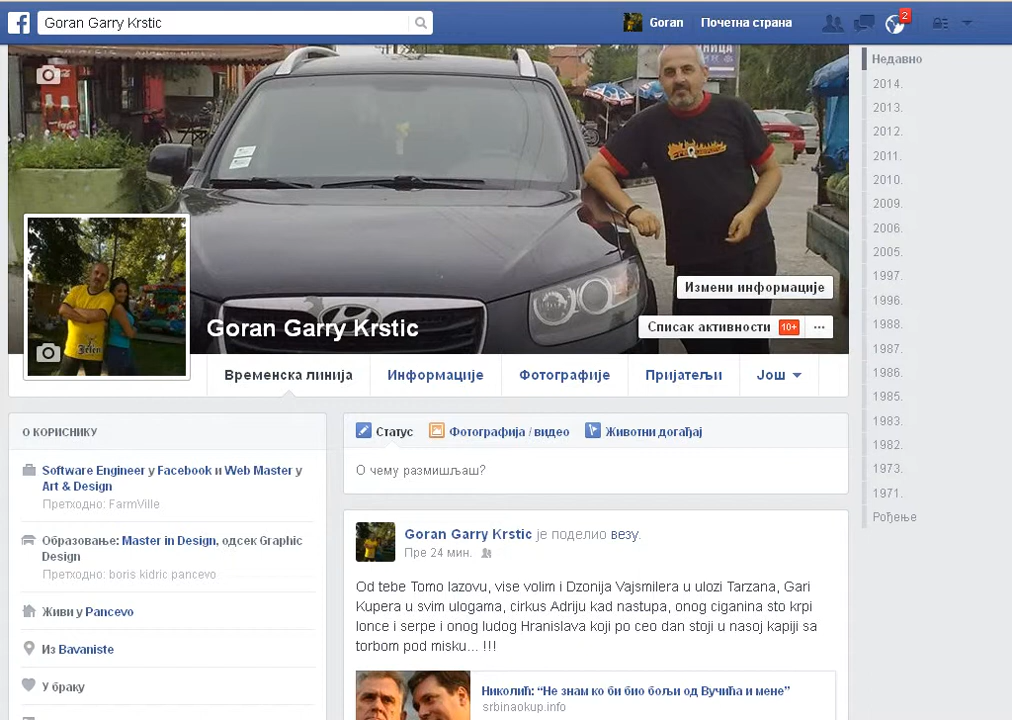 Goran Garry Krstic
Goran Почетна страна
2
Недавно
2014.
2013.
2012.
2011.
2010.
2009.
2006.
2005.
1997.
1996.
1988.
1987.
1986.
1985.
1983.
1982.
1973.
1971.
Рођење
Измени информације
Списак активности 10+ ...
Goran Garry Krstic
Временска линија Информације Фотографије Пријатељи Још
О КОРИСНИКУ
Software Engineer у Facebook и Web Master у
Art & Design
Претходно: FarmVille
Образовање: Master in Design, одсек Graphic
Design
Претходно: boris kidric pancevo
Живи у Pancevo
Из Bavaniste
У браку
Статус Фотографија / видео Животни догађај
О чему размишљаш?
Goran Garry Krstic је поделио везу.
Пре 24 мин.
Od tebe Tomo lazovu, vise volim i Dzonija Vajsmilera u ulozi Tarzana, Gari
Kupera u svim ulogama, cirkus Adriju kad nastupa, onog ciganina sto krpi
lonce i serpe i onog ludog Hranislava koji po ceo dan stoji u nasoj kapiji sa
torbom pod misku... !!!
Николић: “Не знам ко би био бољи од Вучића и мене”
srbinaokup.info